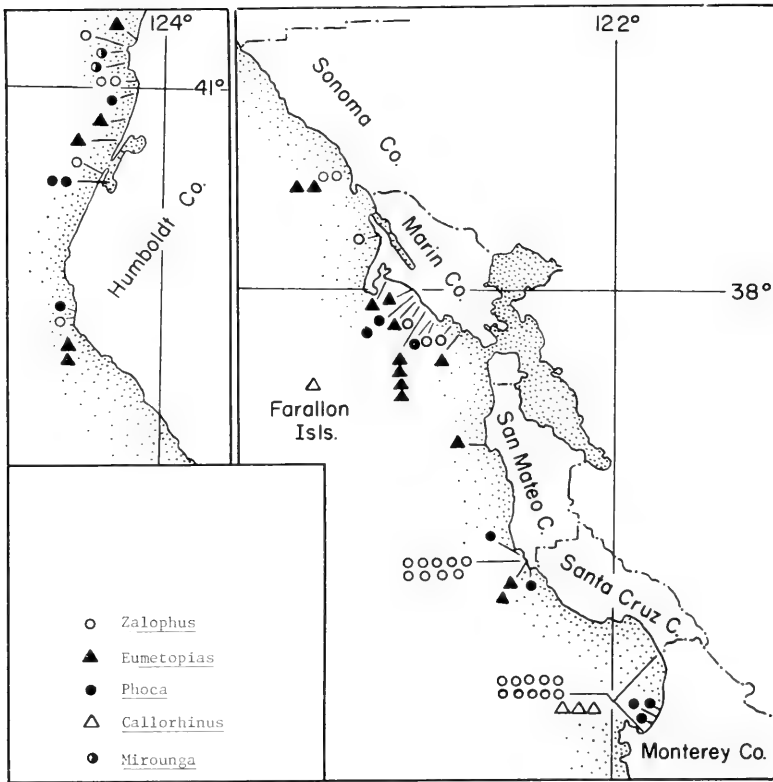 124°
41°
Humboldt Co.
122°
Sonoma Co.
Marin Co.
38°
Farallon
Isls.
San Mateo C.
Santa Cruz C.
Monterey Co.
Zalophus
Eumetopias
Phoca
Callorhinus
Mirounga